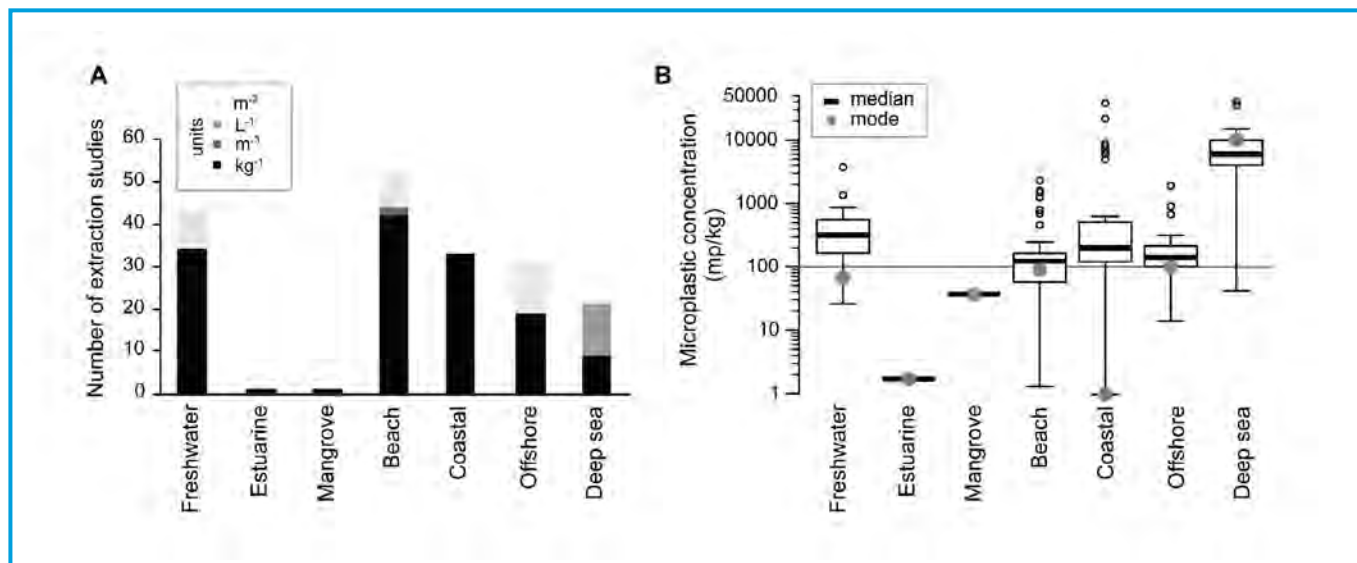 A
units
m⁻²
L⁻¹
m⁻³
kg⁻¹
Number of extraction studies
60
50
40
30
20
10
0
Freshwater
Estuarine
Mangrove
Beach
Coastal
Offshore
Deep sea
B
median
mode
Microplastic concentration
(mp/kg)
50000
10000
1000
100
10
1
Freshwater
Estuarine
Mangrove
Beach
Coastal
Offshore
Deep sea